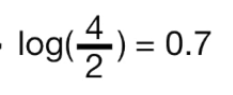 · log(4/2) = 0.7